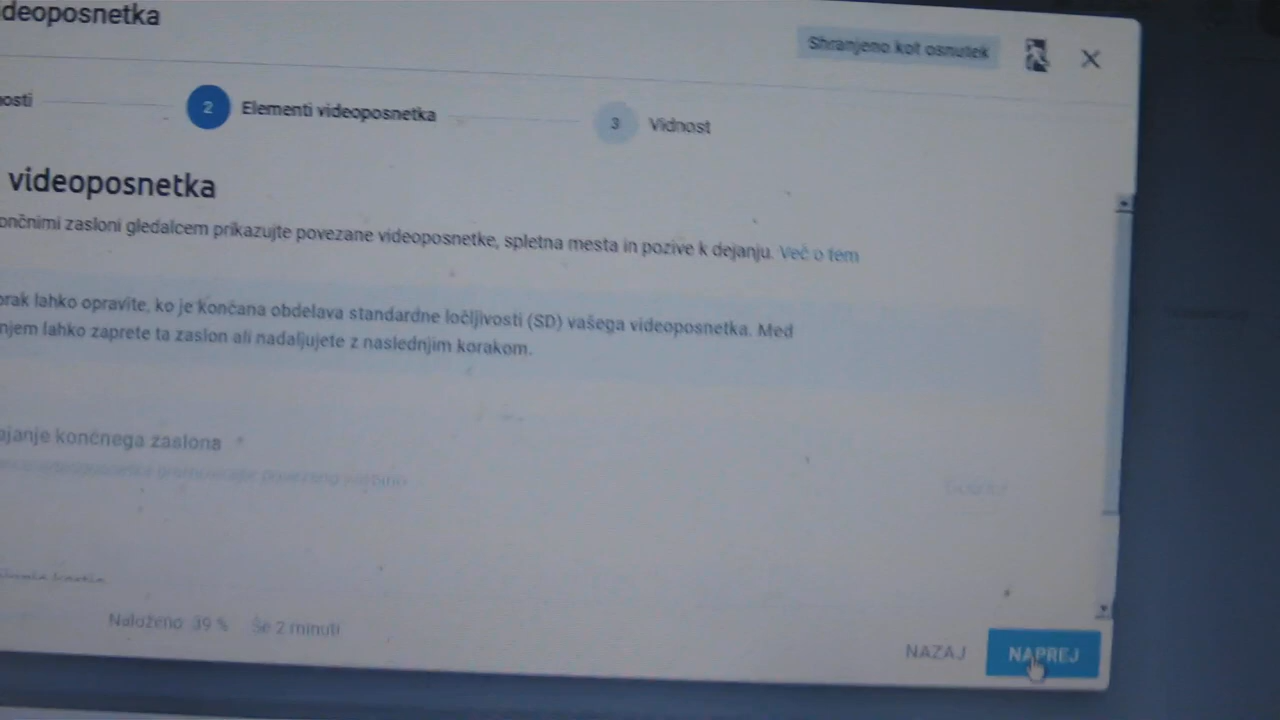 deoposnetka
Shranjeno kot osnutek
nosti
2 Elementi videoposnetka
3 Vidnost
videoposnetka
ončnimi zasloni gledalcem prikazujte povezane videoposnetke, spletna mesta in pozive k dejanju. Več o tem
orak lahko opravite, ko je končana obdelava standardne ločljivosti (SD) vašega videoposnetka. Med
njem lahko zaprete ta zaslon ali nadaljujete z naslednjim korakom.
ajanje končnega zaslona
Naloženo 39 % še 2 minuti
NAZAJ
NAPREJ